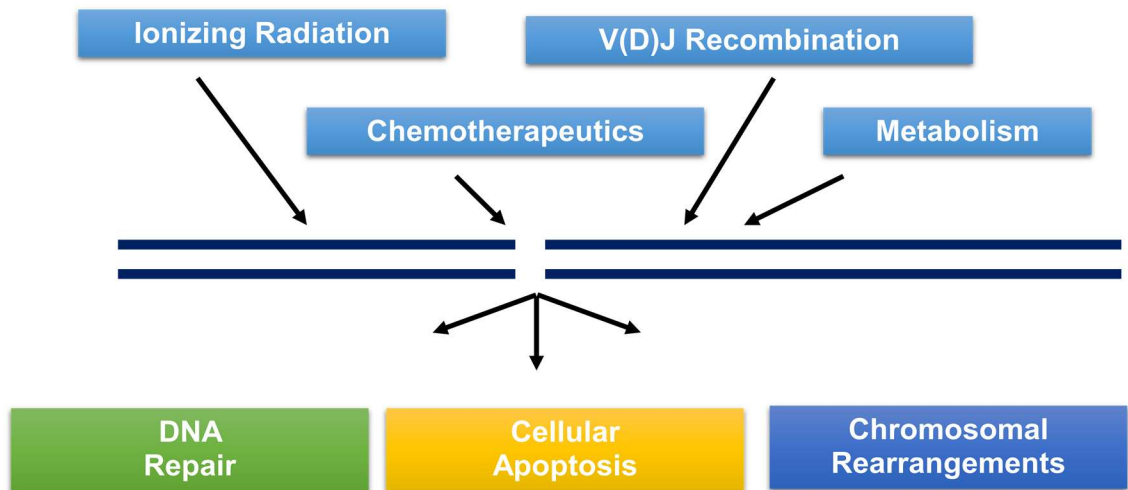 Ionizing Radiation
V(D)J Recombination
Chemotherapeutics
Metabolism
DNA
Repair
Cellular
Apoptosis
Chromosomal
Rearrangements